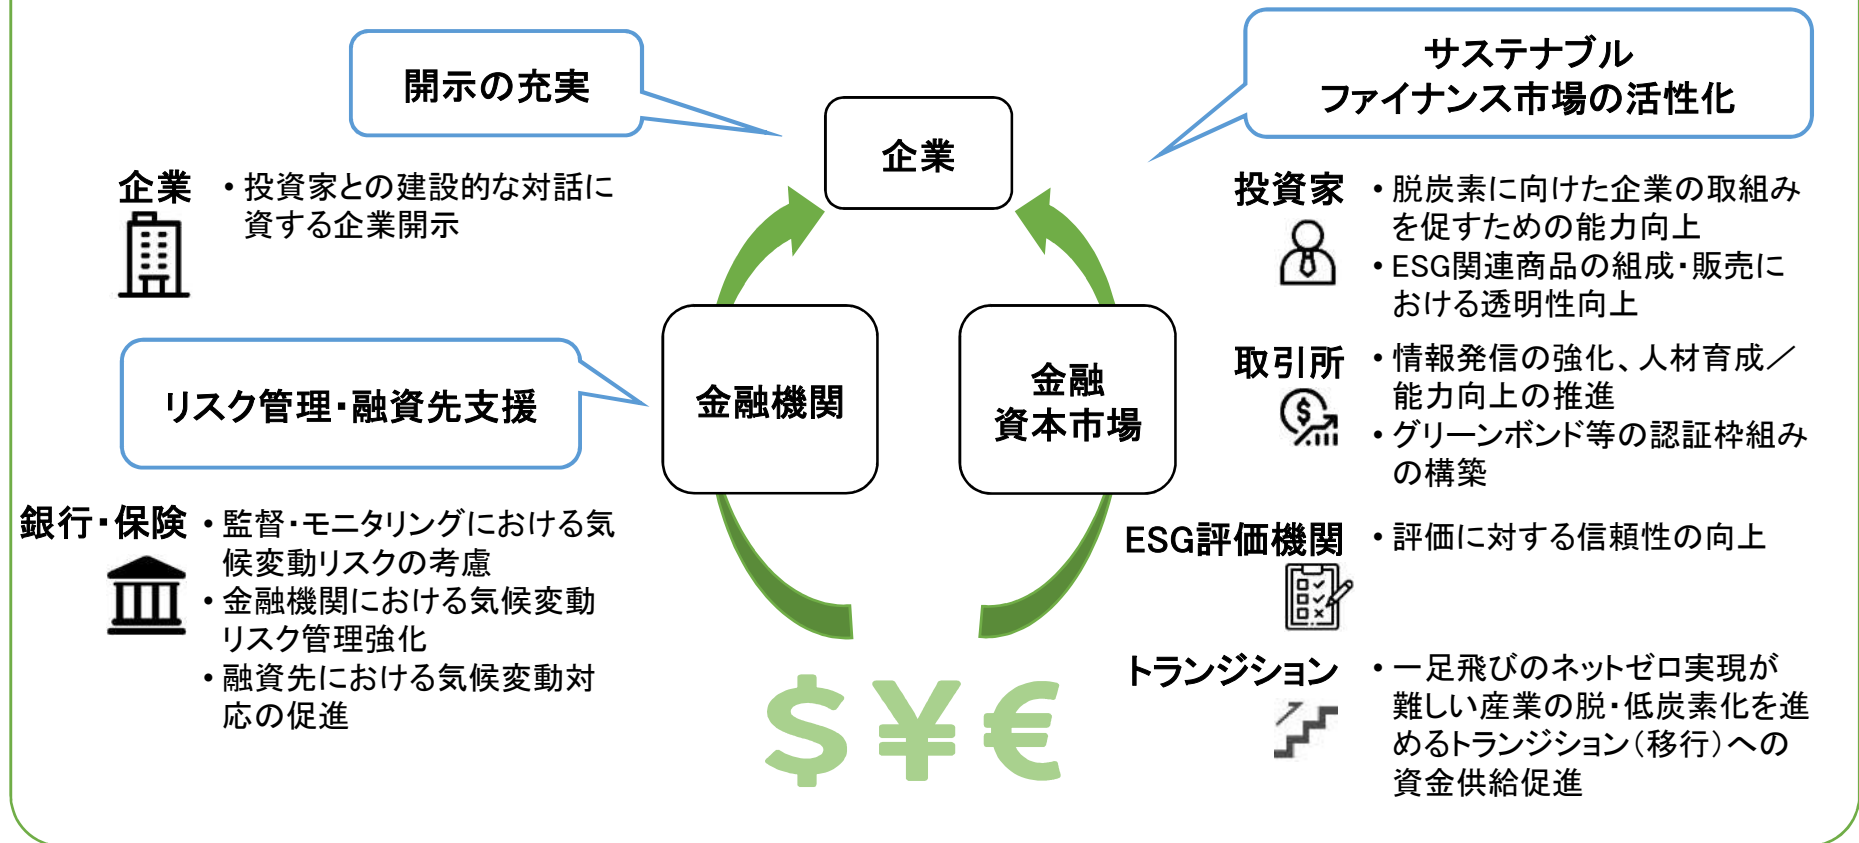 開示の充実
サステナブル
ファイナンス市場の活性化
企業
企業
・投資家との建設的な対話に
資する企業開示
リスク管理・融資先支援
金融機関
金融
資本市場
銀行・保険
・監督・モニタリングにおける気
候変動リスクの考慮
・金融機関における気候変動
リスク管理強化
・融資先における気候変動対
応の促進
投資家
・脱炭素に向けた企業の取組み
を促すための能力向上
・ESG関連商品の組成・販売に
おける透明性向上
取引所
・情報発信の強化、人材育成／
能力向上の推進
・グリーンボンド等の認証枠組み
の構築
ESG評価機関
・評価に対する信頼性の向上
トランジション
・一足飛びのネットゼロ実現が
難しい産業の脱・低炭素化を進
めるトランジション（移行）への
資金供給促進
$¥€